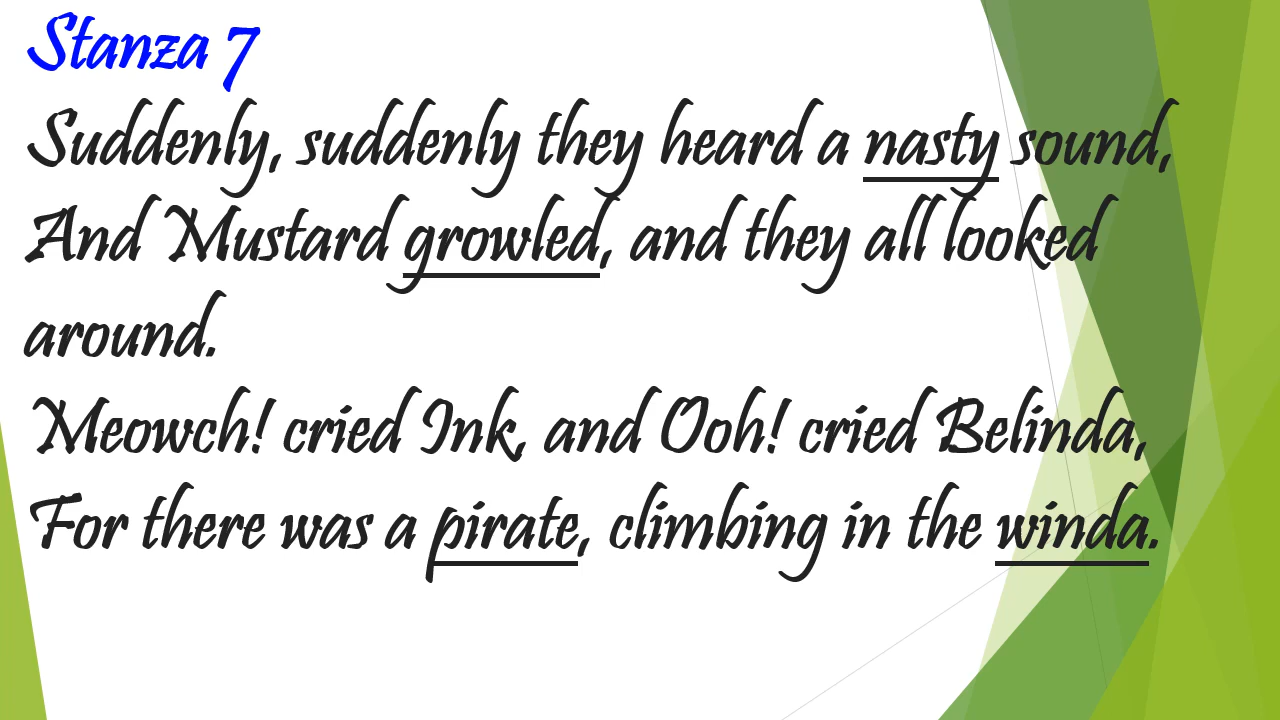 Stanza 7
Suddenly, suddenly they heard a nasty sound,
And Mustard growled, and they all looked
around.
Meowch! cried Ink, and Ooh! cried Belinda,
For there was a pirate, climbing in the winda.